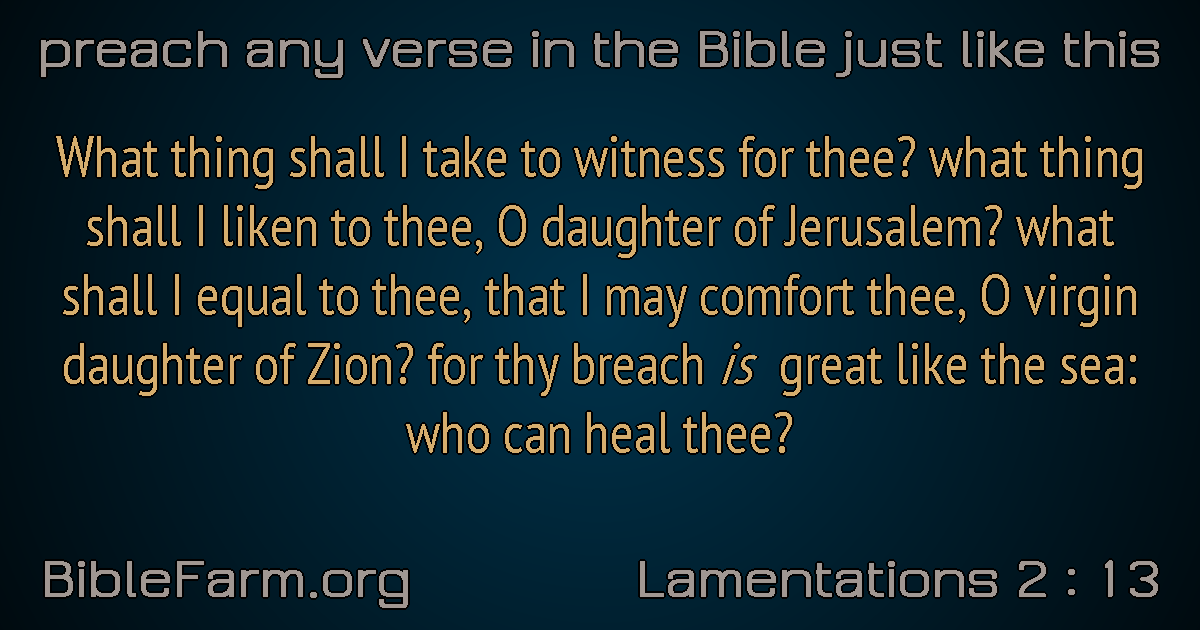 preach any verse in the Bible just like this
What thing shall I take to witness for thee? what thing
shall I liken to thee, O daughter of Jerusalem? what
shall I equal to thee, that I may comfort thee, O virgin
daughter of Zion? for thy breach is great like the sea:
who can heal thee?
BibleFarm.org
Lamentations 2 : 13